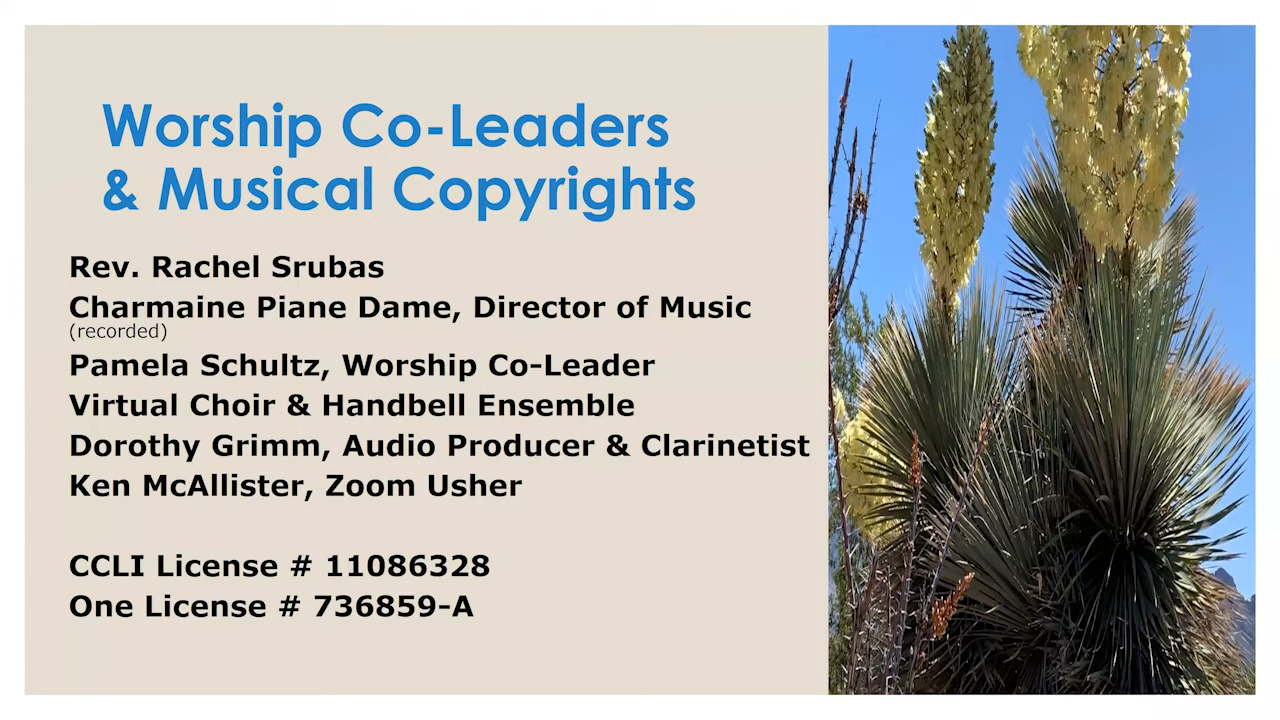 Worship Co-Leaders
& Musical Copyrights
Rev. Rachel Srubas
Charmaine Piane Dame, Director of Music
(recorded)
Pamela Schultz, Worship Co-Leader
Virtual Choir & Handbell Ensemble
Dorothy Grimm, Audio Producer & Clarinetist
Ken McAllister, Zoom Usher
CCLI License # 11086328
One License # 736859-A